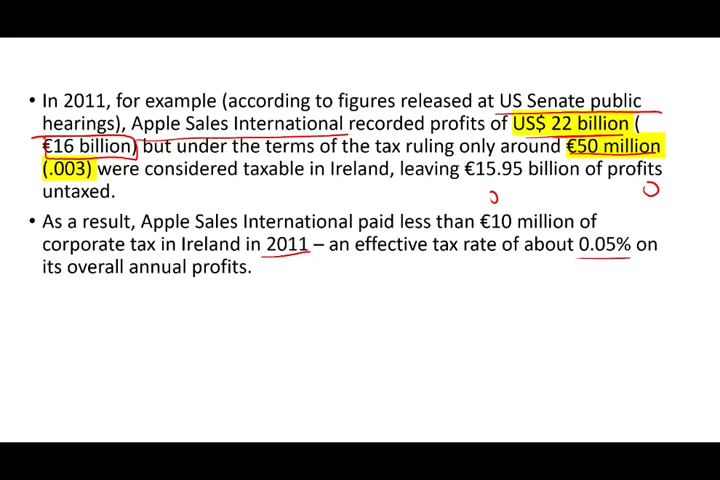 • In 2011, for example (according to figures released at US Senate public
hearings), Apple Sales International recorded profits of US$ 22 billion (
€16 billion) but under the terms of the tax ruling only around €50 million
(.003) were considered taxable in Ireland, leaving €15.95 billion of profits
untaxed.
• As a result, Apple Sales International paid less than €10 million of
corporate tax in Ireland in 2011 – an effective tax rate of about 0.05% on
its overall annual profits.